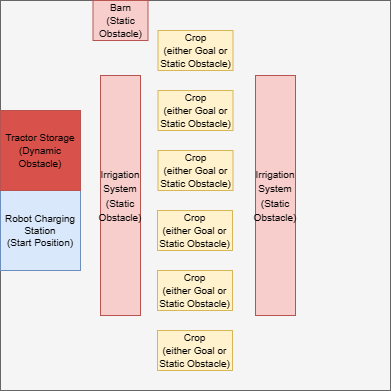 Barn
(Static
Obstacle)
Crop
(either Goal or
Static Obstacle)
Crop
(either Goal or
Static Obstacle)
Tractor Storage
(Dynamic
Obstacle)
Irrigation
System
(Static
Obstacle)
Crop
(either Goal or
Static Obstacle)
Irrigation
System
(Static
Obstacle)
Robot Charging
Station
(Start Position)
Crop
(either Goal or
Static Obstacle)
Crop
(either Goal or
Static Obstacle)
Crop
(either Goal or
Static Obstacle)